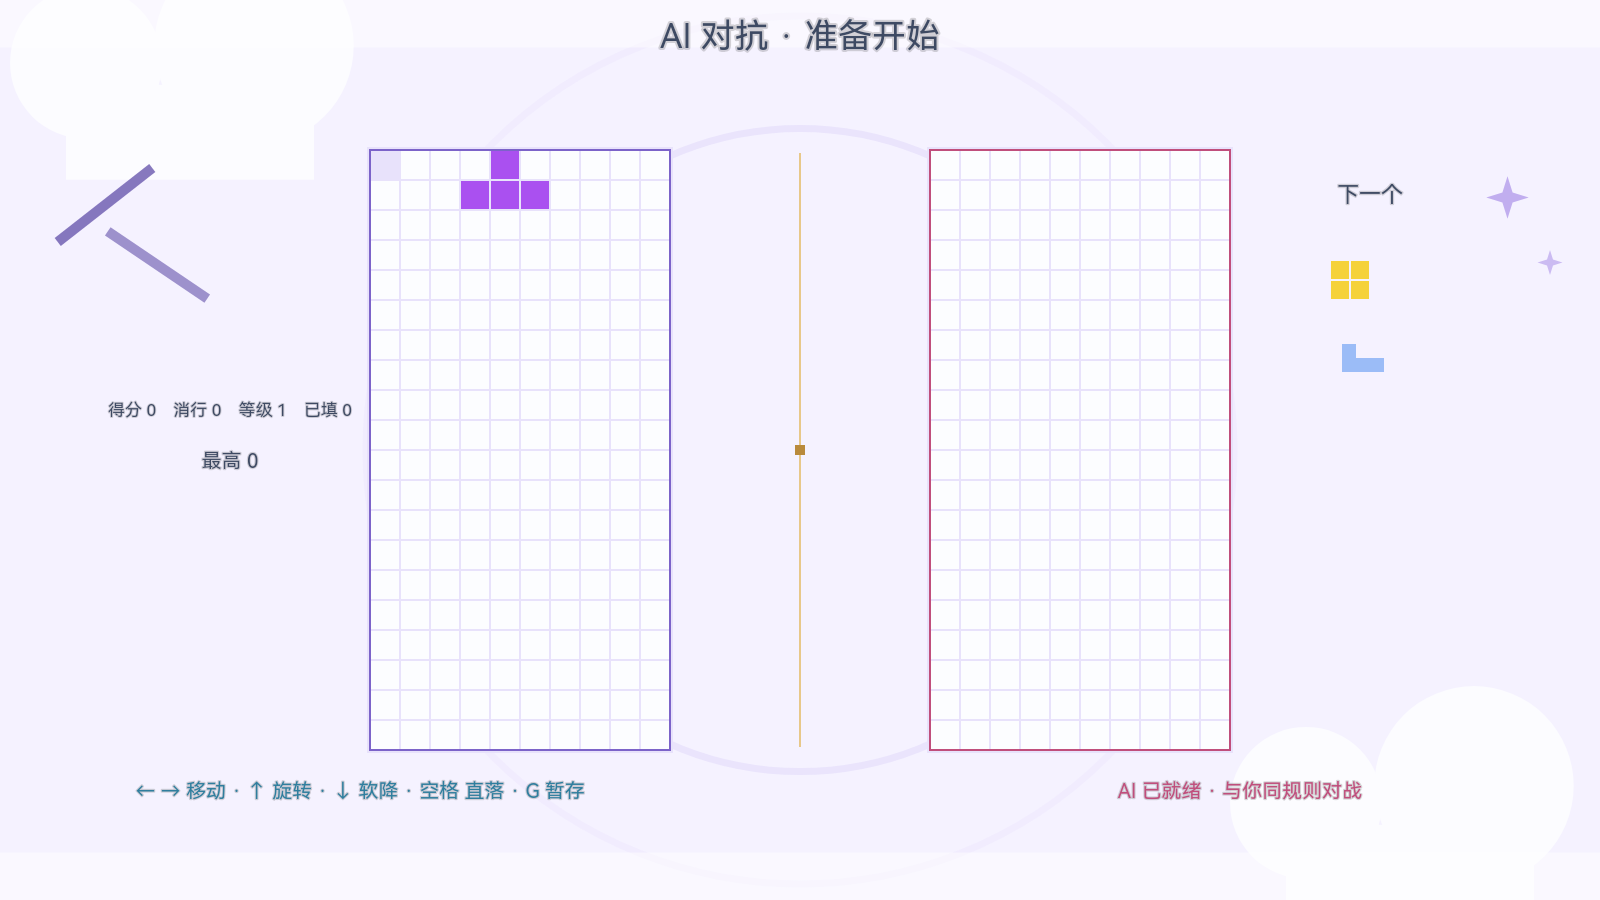 AI 对抗 · 准备开始
下一个
得分 0 消行 0 等级 1 已填 0
最高 0
← → 移动 · ↑ 旋转 · ↓ 软降 · 空格 直落 · G 暂存
AI 已就绪 · 与你同规则对战